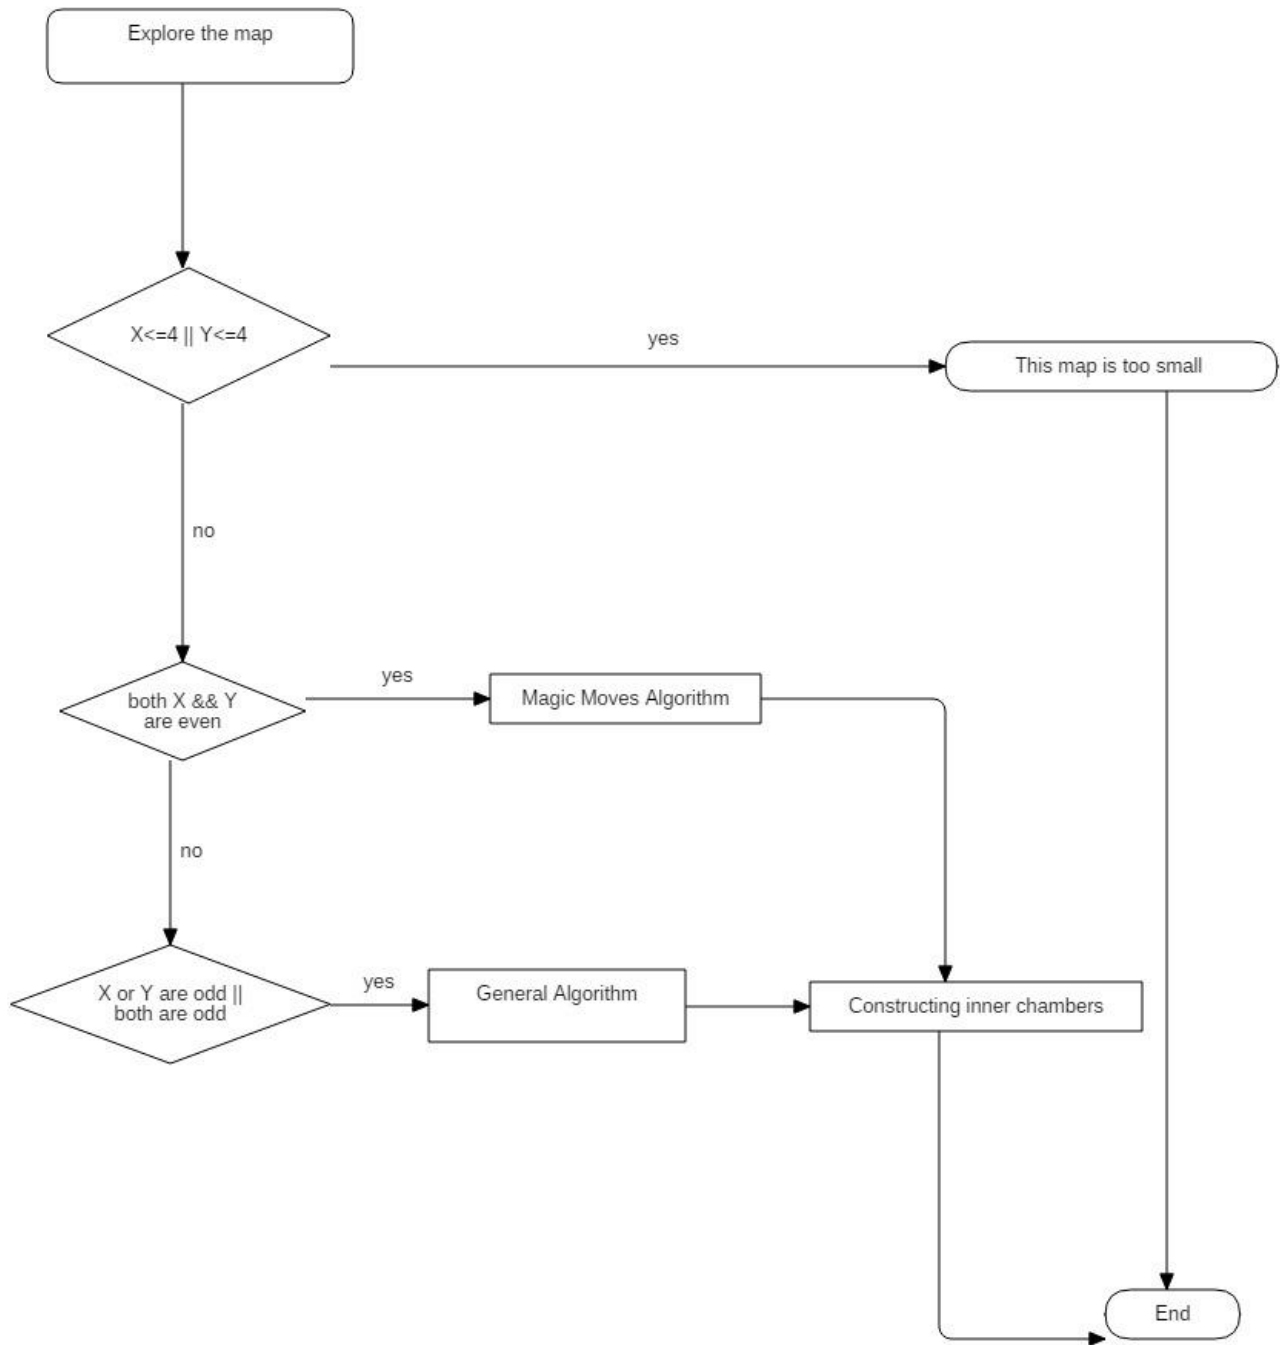 Explore the map
X<=4 || Y<=4
yes
This map is too small
no
both X && Y
are even
yes
Magic Moves Algorithm
no
X or Y are odd ||
both are odd
yes
General Algorithm
Constructing inner chambers
End